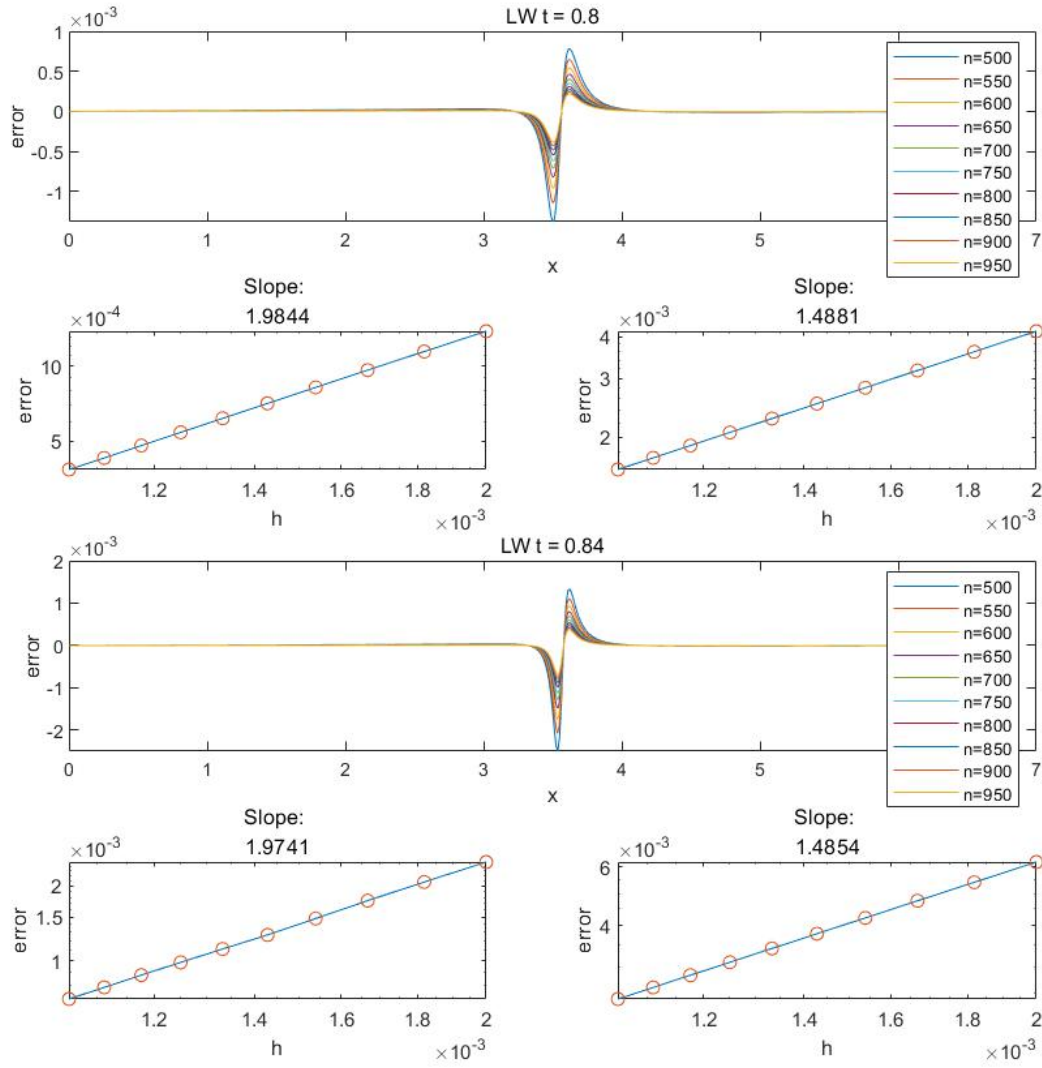 LW t = 0.8
×10⁻³
1
0.5
0
-0.5
-1
error
0
1
2
3
4
5
7
x
n=500
n=550
n=600
n=650
n=700
n=750
n=800
n=850
n=900
n=950
Slope:
1.9844
×10⁻⁴
10
5
error
1.2
1.4
1.6
1.8
2
h
×10⁻³
Slope:
1.4881
×10⁻³
4
3
2
error
1.2
1.4
1.6
1.8
2
h
×10⁻³
LW t = 0.84
×10⁻³
2
1
0
-1
-2
error
0
1
2
3
4
5
7
x
n=500
n=550
n=600
n=650
n=700
n=750
n=800
n=850
n=900
n=950
Slope:
1.9741
×10⁻³
2
1.5
1
error
1.2
1.4
1.6
1.8
2
h
×10⁻³
Slope:
1.4854
×10⁻³
6
4
error
1.2
1.4
1.6
1.8
2
h
×10⁻³